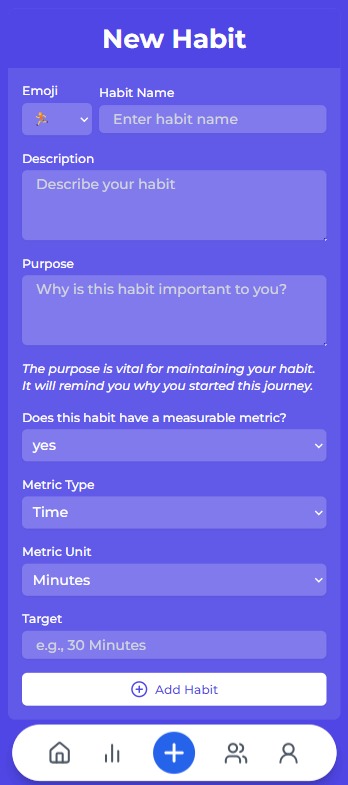 New Habit
Emoji
Habit Name
Enter habit name
Description
Describe your habit
Purpose
Why is this habit important to you?
The purpose is vital for maintaining your habit.
It will remind you why you started this journey.
Does this habit have a measurable metric?
yes
Metric Type
Time
Metric Unit
Minutes
Target
e.g., 30 Minutes
Add Habit